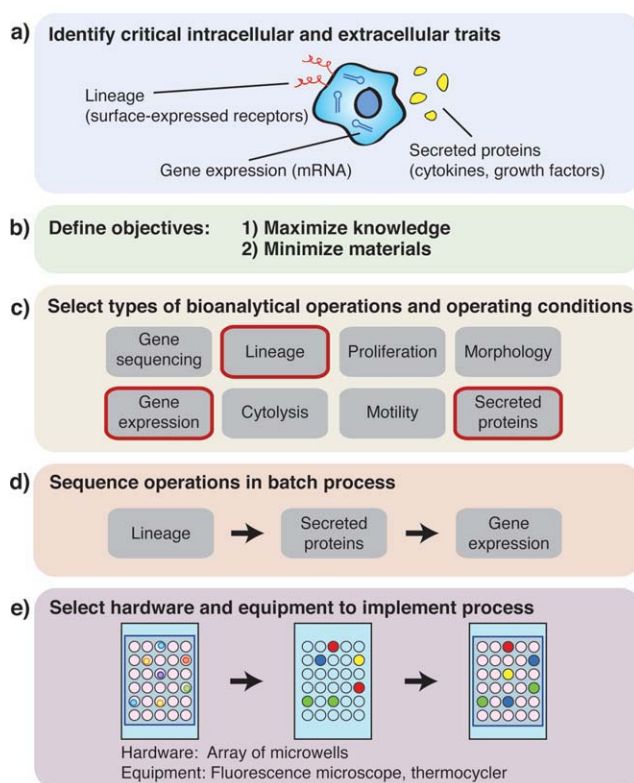 a) Identify critical intracellular and extracellular traits
Lineage
(surface-expressed receptors)
Gene expression (mRNA)
Secreted proteins
(cytokines, growth factors)
b) Define objectives: 1) Maximize knowledge
2) Minimize materials
c) Select types of bioanalytical operations and operating conditions
Gene
sequencing
Lineage
Proliferation
Morphology
Gene
expression
Cytolysis
Motility
Secreted
proteins
d) Sequence operations in batch process
Lineage
Secreted
proteins
Gene
expression
e) Select hardware and equipment to implement process
Hardware: Array of microwells
Equipment: Fluorescence microscope, thermocycler